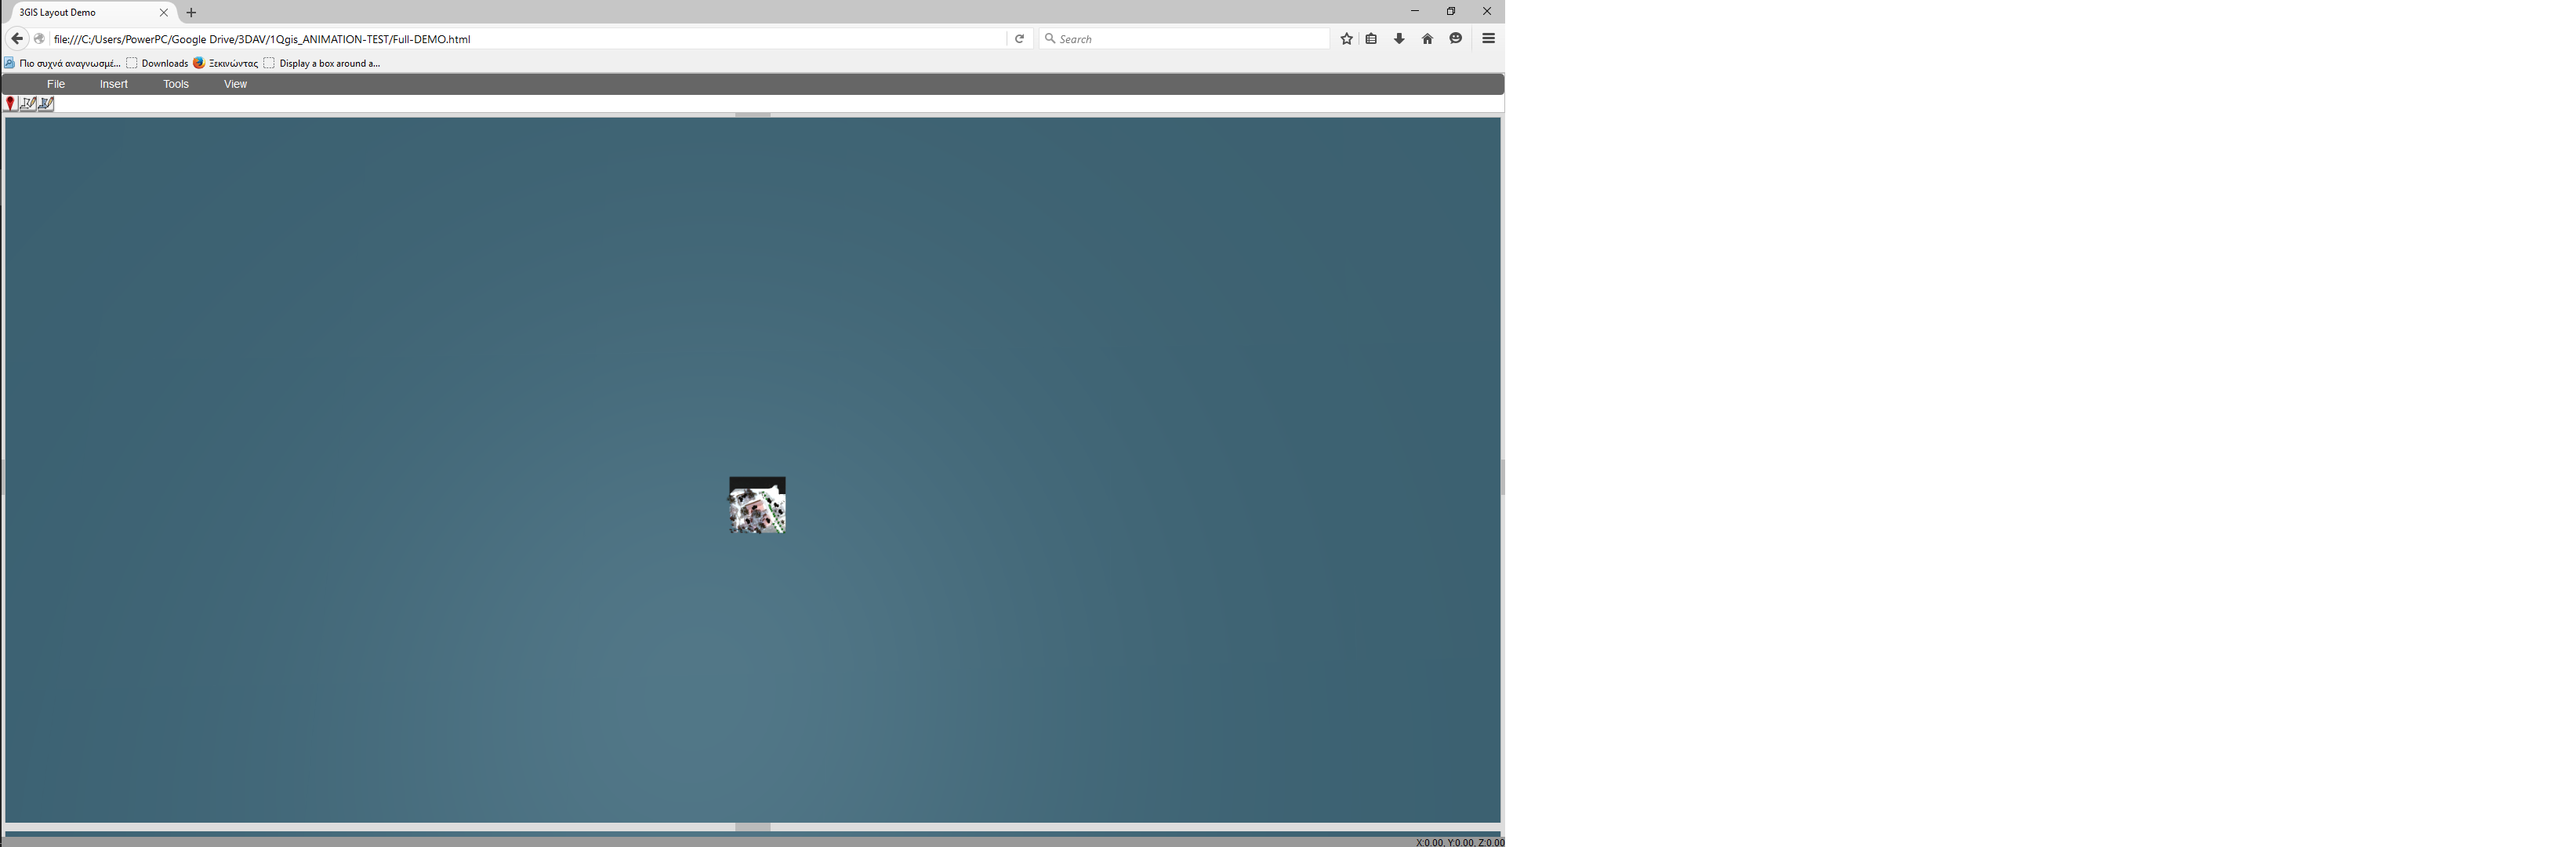 3GIS Layout Demo
file:///C:/Users/PowerPC/Google Drive/3DAV/1Qgis_ANIMATION-TEST/Full-DEMO.html
Search
Πιο συχνά αναγνωσμέ... Downloads Ξεκινώντας Display a box around a...
File Insert Tools View
X:0.00, Y:0.00, Z:0.00